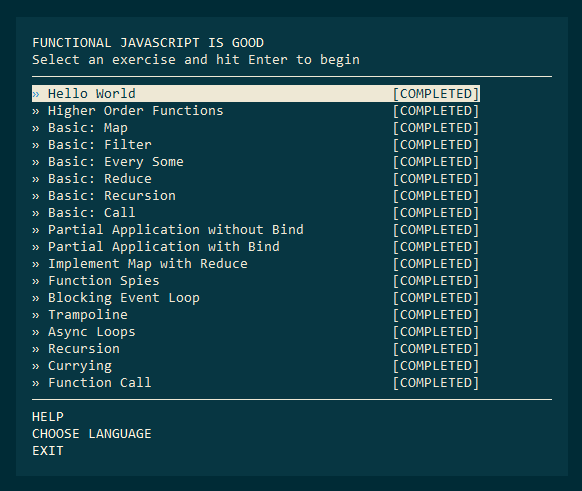 FUNCTIONAL JAVASCRIPT IS GOOD
Select an exercise and hit Enter to begin
» Hello World [COMPLETED]
» Higher Order Functions [COMPLETED]
» Basic: Map [COMPLETED]
» Basic: Filter [COMPLETED]
» Basic: Every Some [COMPLETED]
» Basic: Reduce [COMPLETED]
» Basic: Recursion [COMPLETED]
» Basic: Call [COMPLETED]
» Partial Application without Bind [COMPLETED]
» Partial Application with Bind [COMPLETED]
» Implement Map with Reduce [COMPLETED]
» Function Spies [COMPLETED]
» Blocking Event Loop [COMPLETED]
» Trampoline [COMPLETED]
» Async Loops [COMPLETED]
» Recursion [COMPLETED]
» Currying [COMPLETED]
» Function Call [COMPLETED]
HELP
CHOOSE LANGUAGE
EXIT